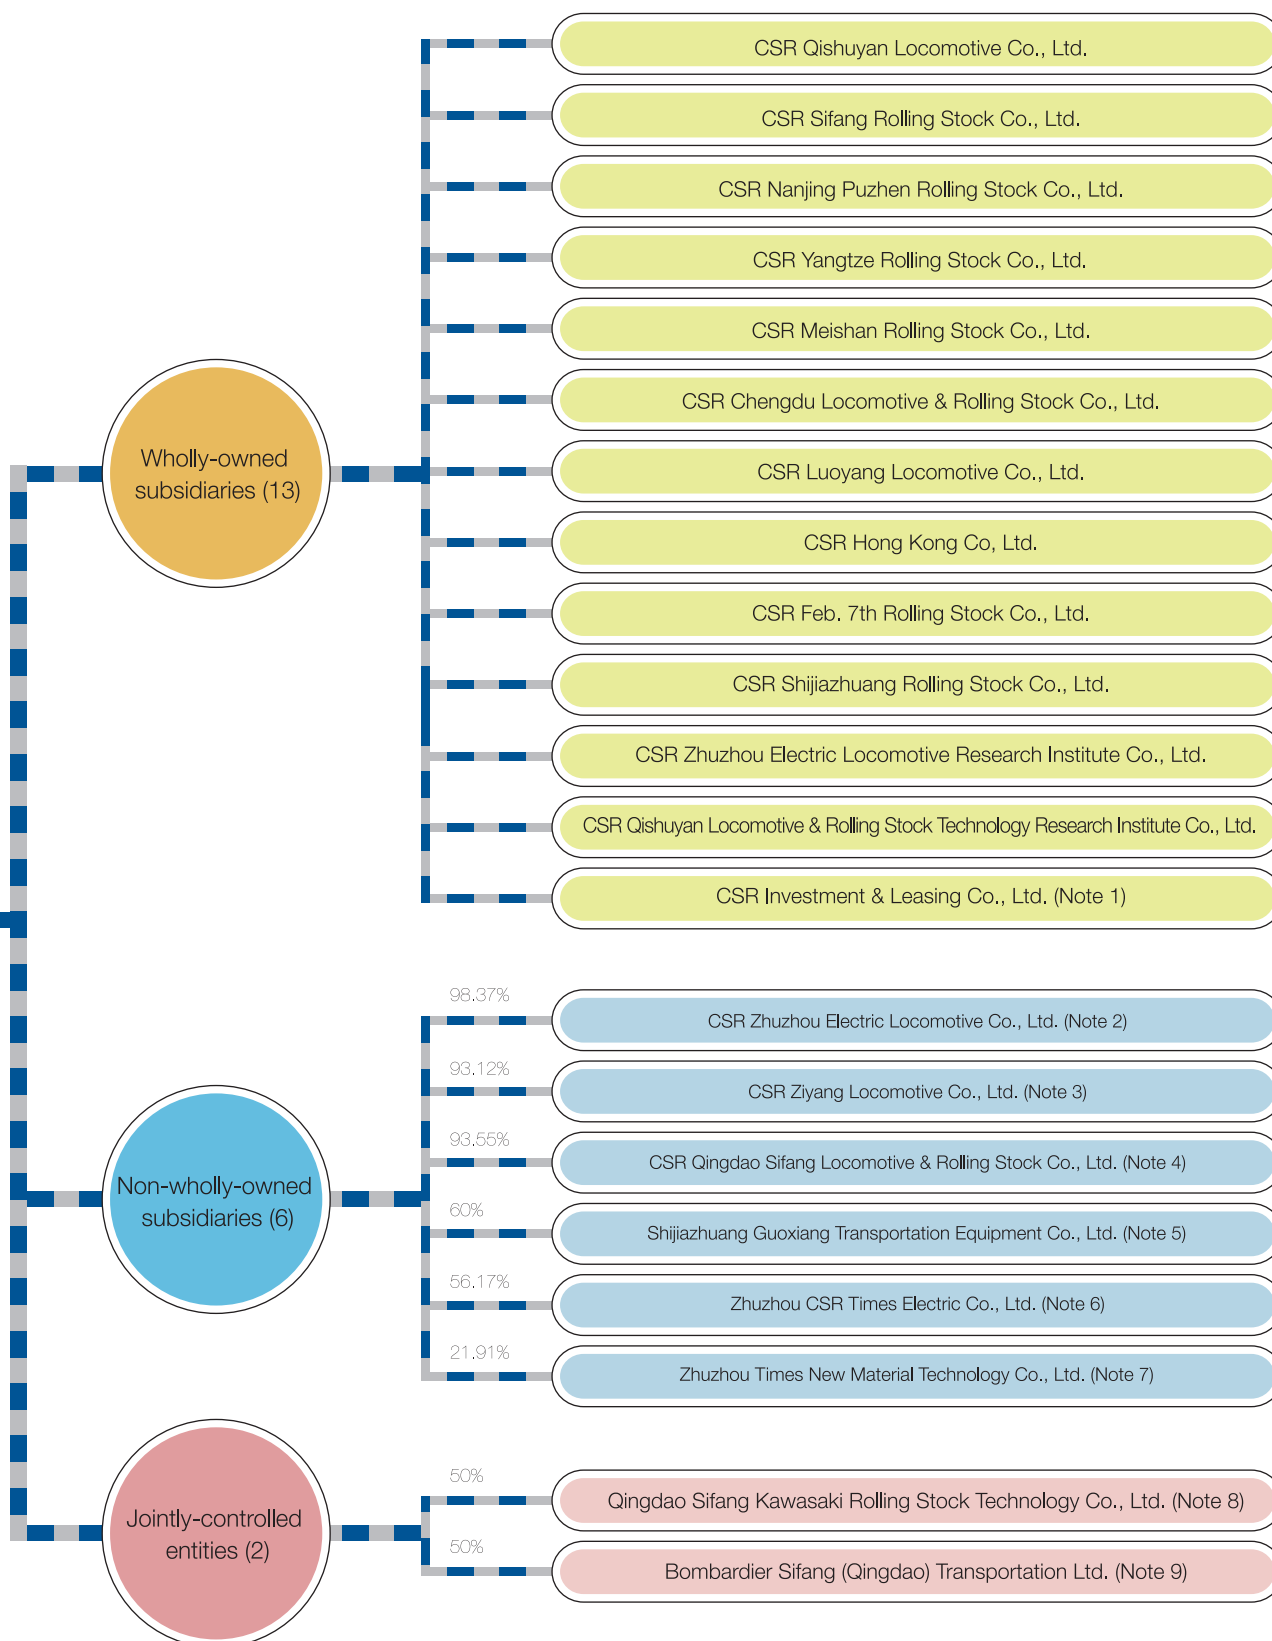 Wholly-owned
subsidiaries (13)
CSR Qishuyan Locomotive Co., Ltd.
CSR Sifang Rolling Stock Co., Ltd.
CSR Nanjing Puzhen Rolling Stock Co., Ltd.
CSR Yangtze Rolling Stock Co., Ltd.
CSR Meishan Rolling Stock Co., Ltd.
CSR Chengdu Locomotive & Rolling Stock Co., Ltd.
CSR Luoyang Locomotive Co., Ltd.
CSR Hong Kong Co, Ltd.
CSR Feb. 7th Rolling Stock Co., Ltd.
CSR Shijiazhuang Rolling Stock Co., Ltd.
CSR Zhuzhou Electric Locomotive Research Institute Co., Ltd.
CSR Qishuyan Locomotive & Rolling Stock Technology Research Institute Co., Ltd.
CSR Investment & Leasing Co., Ltd. (Note 1)
Non-wholly-owned
subsidiaries (6)
98.37%
CSR Zhuzhou Electric Locomotive Co., Ltd. (Note 2)
93.12%
CSR Ziyang Locomotive Co., Ltd. (Note 3)
93.55%
CSR Qingdao Sifang Locomotive & Rolling Stock Co., Ltd. (Note 4)
60%
Shijiazhuang Guoxiang Transportation Equipment Co., Ltd. (Note 5)
56.17%
Zhuzhou CSR Times Electric Co., Ltd. (Note 6)
21.91%
Zhuzhou Times New Material Technology Co., Ltd. (Note 7)
Jointly-controlled
entities (2)
50%
Qingdao Sifang Kawasaki Rolling Stock Technology Co., Ltd. (Note 8)
50%
Bombardier Sifang (Qingdao) Transportation Ltd. (Note 9)